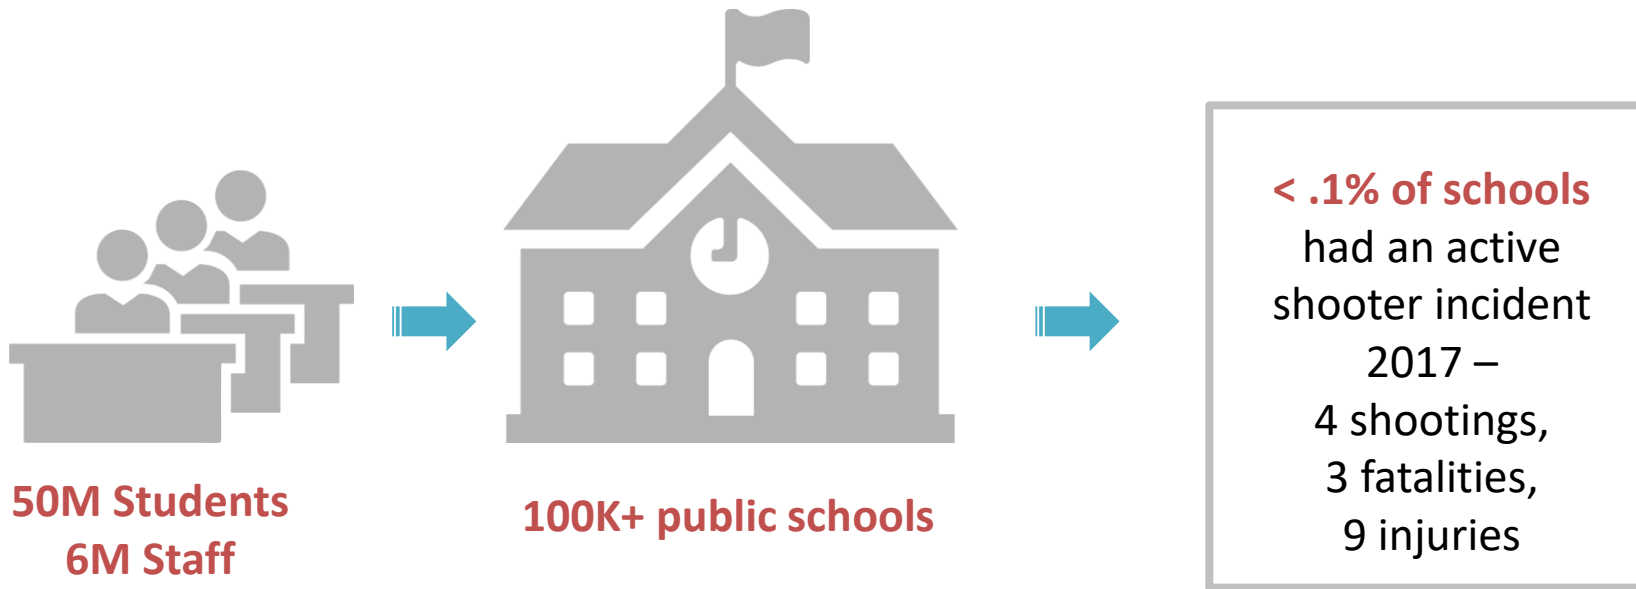 50M Students
6M Staff
100K+ public schools
< .1% of schools
had an active
shooter incident
2017 –
4 shootings,
3 fatalities,
9 injuries